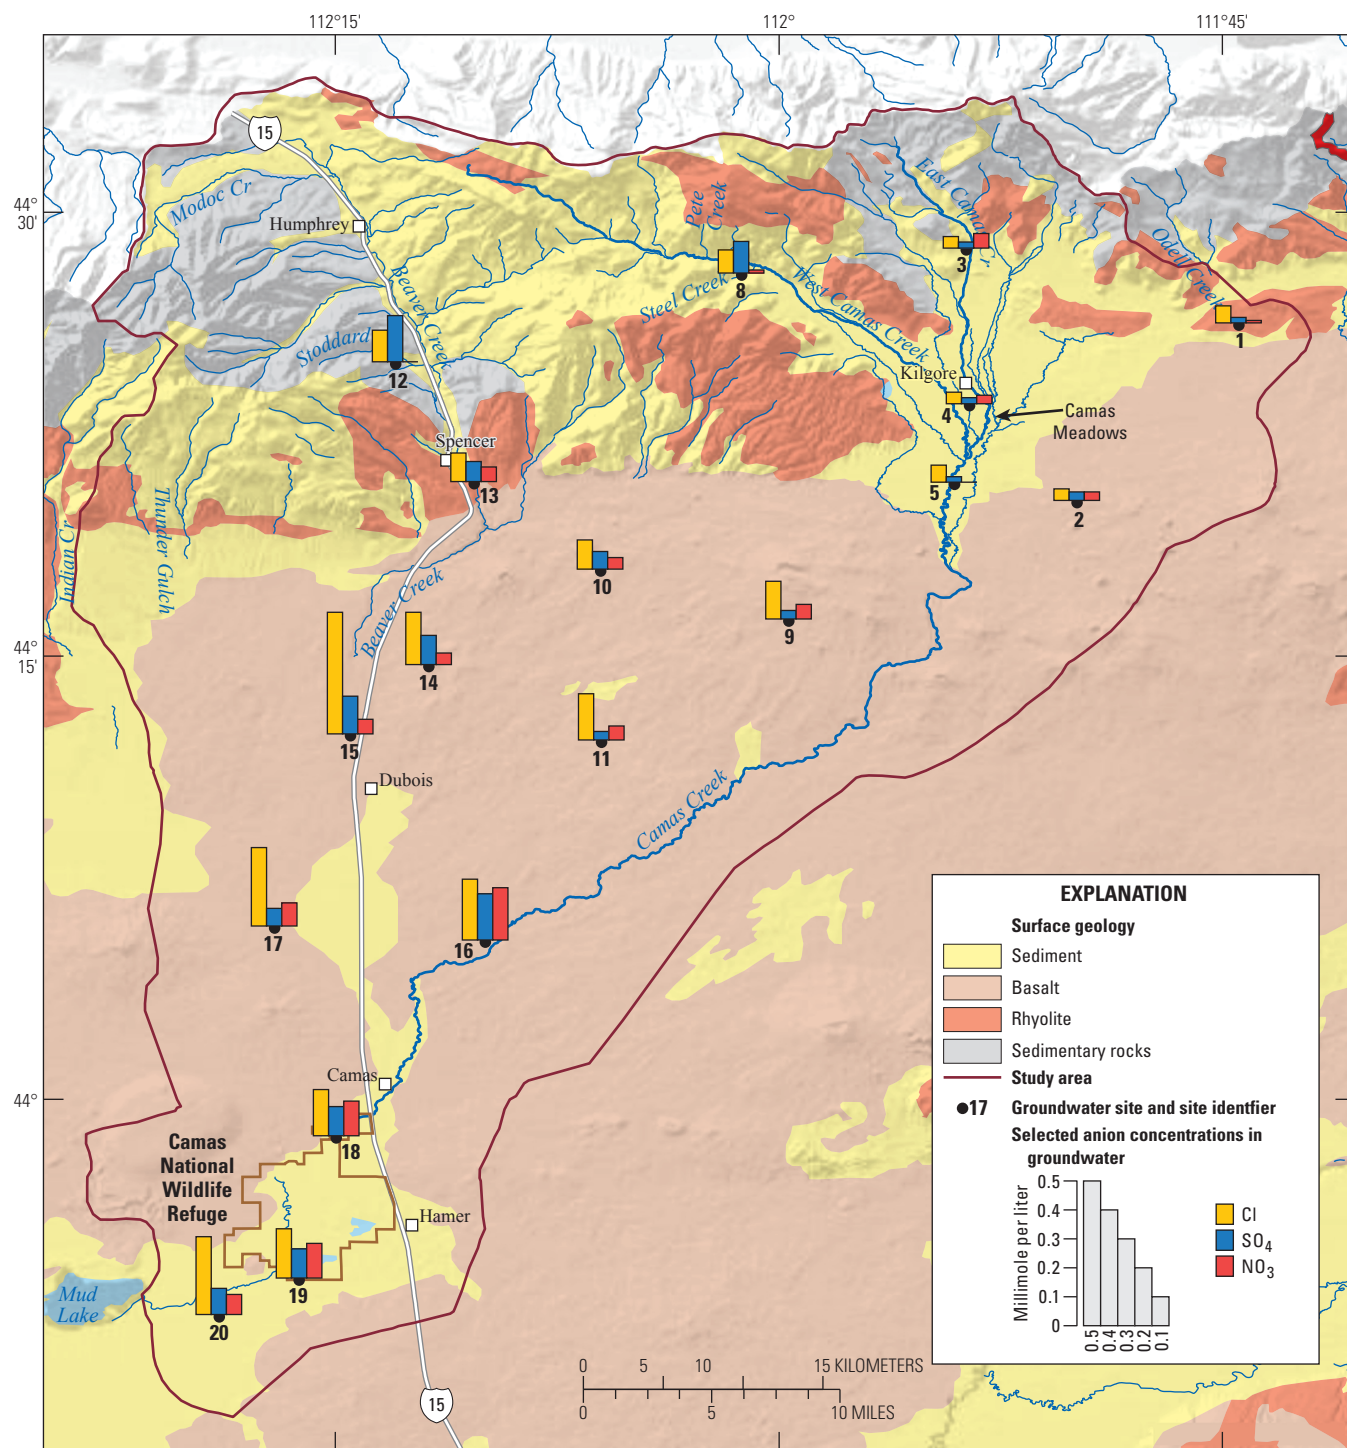 112°15'
112°
111°45'
15
44°
30'
Modoc Cr
Humphrey
Beaver Creek
Stoddard
12
Spencer
13
Pete
Creek
Steel Creek
8
West Camas Creek
East Camas Cr
3
Odell Creek
1
Kilgore
4
Camas
Meadows
5
2
Indian Cr
Thunder Gulch
10
9
44°
15'
Beaver Creek
14
15
11
Dubois
Camas Creek
17
16
44°
Camas
18
Camas
National
Wildlife
Refuge
Hamer
Mud
Lake
19
20
15
0 5 10 15 KILOMETERS
0 5 10 MILES
EXPLANATION
Surface geology
Sediment
Basalt
Rhyolite
Sedimentary rocks
Study area
17 Groundwater site and site identfier
Selected anion concentrations in
groundwater
Millimole per liter
0.5
0.4
0.3
0.2
0.1
0
0.5 0.4 0.3 0.2 0.1
Cl
SO4
NO3